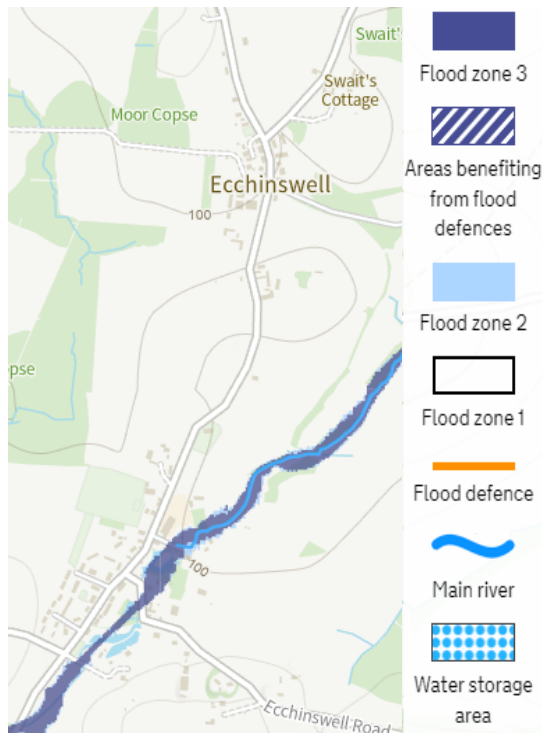 Swait's
Swait's
Cottage
Moor Copse
Ecchinswell
100
pse
100
Ecchinswell Road
Flood zone 3
Areas benefiting
from flood
defences
Flood zone 2
Flood zone 1
Flood defence
Main river
Water storage
area